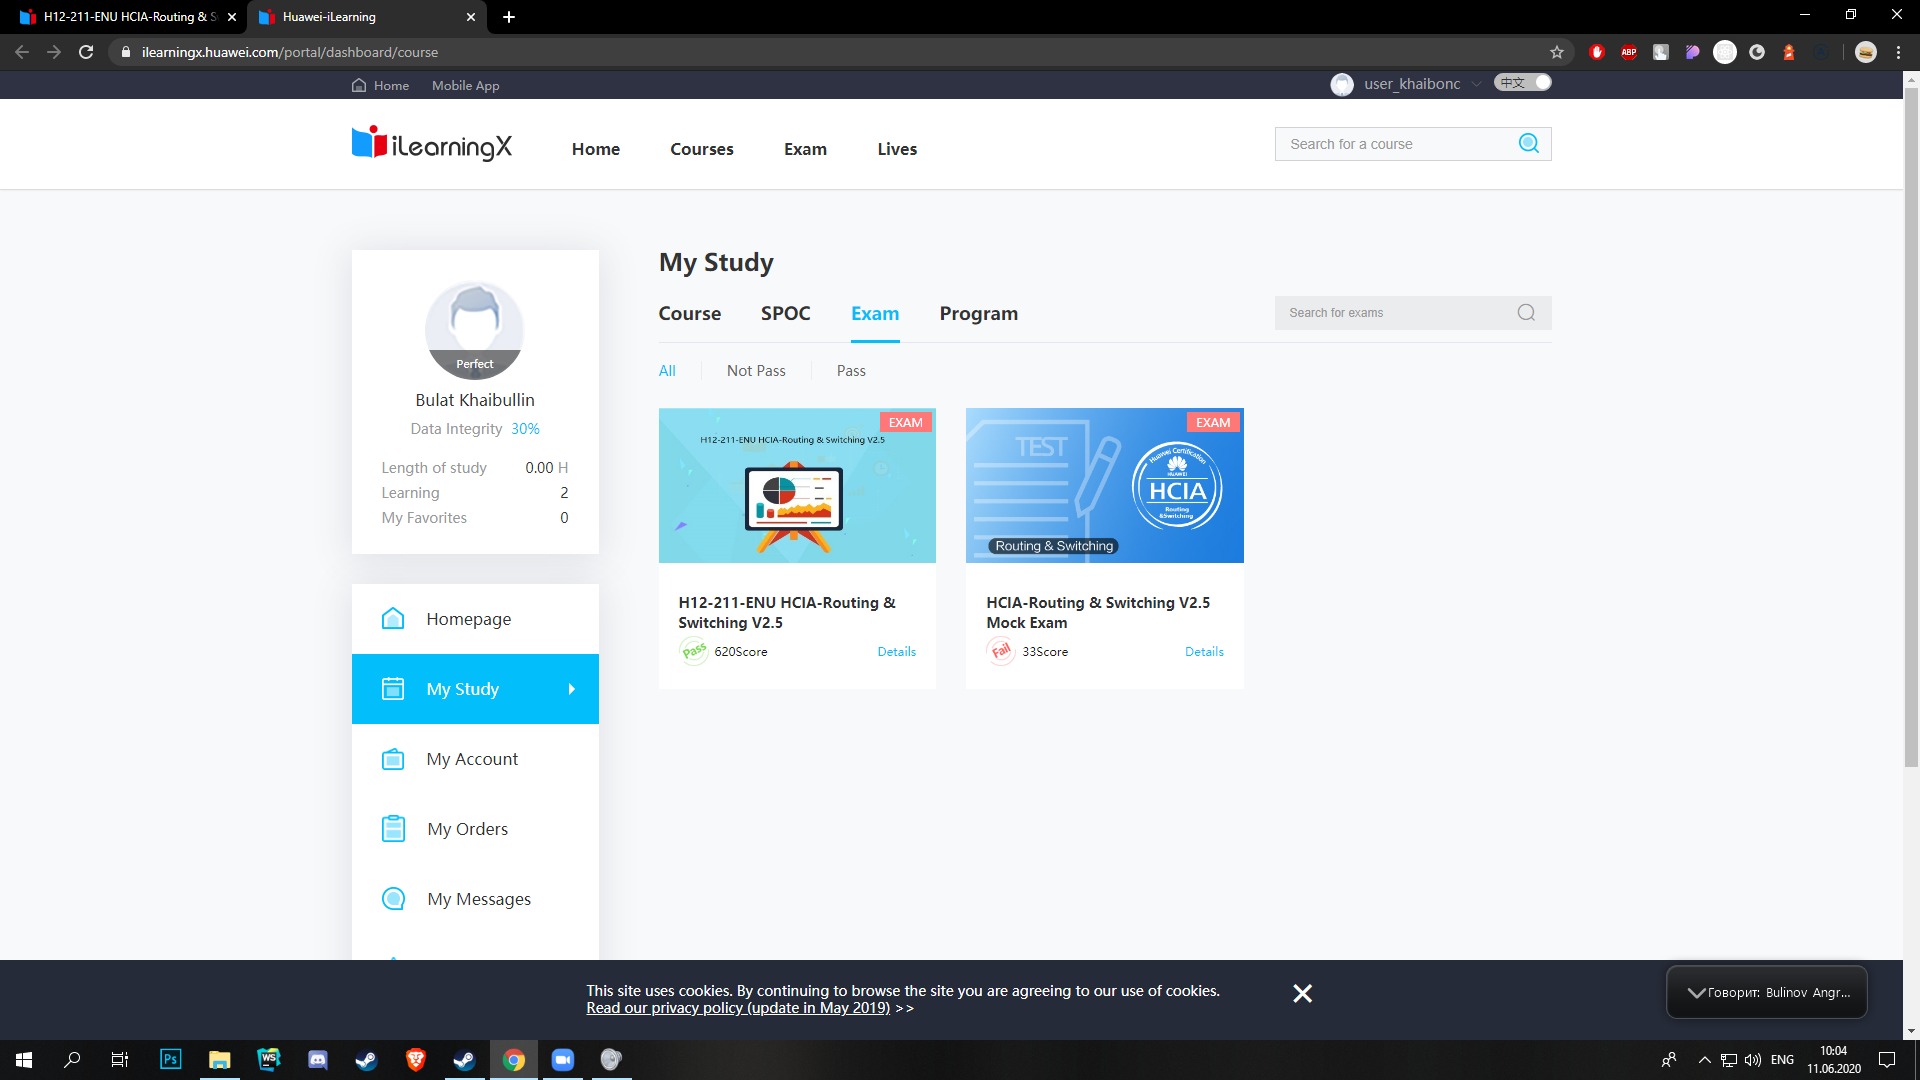 H12-211-ENU HCIA-Routing & S
Huawei-iLearning
ilearningx.huawei.com/portal/dashboard/course
ABP
Home
Mobile App
user_khaibonc
中文
iLearningX
Home
Courses
Exam
Lives
Search for a course
Perfect
Bulat Khaibullin
Data Integrity 30%
Length of study 0.00 H
Learning 2
My Favorites 0
Homepage
My Study
My Account
My Orders
My Messages
My Study
Course
SPOC
Exam
Program
Search for exams
All
Not Pass
Pass
EXAM
H12-211-ENU HCIA-Routing & Switching V2.5
H12-211-ENU HCIA-Routing &
Switching V2.5
Pass
620Score
Details
EXAM
TEST
Huawei Certification
HUAWEI
HCIA
Routing
&Switching
Routing & Switching
HCIA-Routing & Switching V2.5
Mock Exam
Fail
33Score
Details
This site uses cookies. By continuing to browse the site you are agreeing to our use of cookies.
Read our privacy policy (update in May 2019) >>
Говорит: Bulinov Angr...
Ps
WS
ENG
10:04
11.06.2020